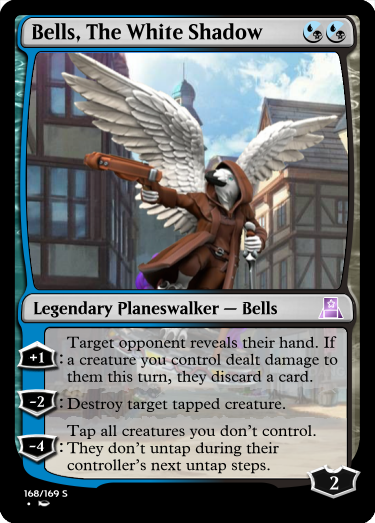 Bells, The White Shadow
Legendary Planeswalker — Bells
+1 : Target opponent reveals their hand. If
a creature you control dealt damage to
them this turn, they discard a card.
-2 : Destroy target tapped creature.
-4 : Tap all creatures you don't control.
They don't untap during their
controller's next untap steps.
2
168/169 S